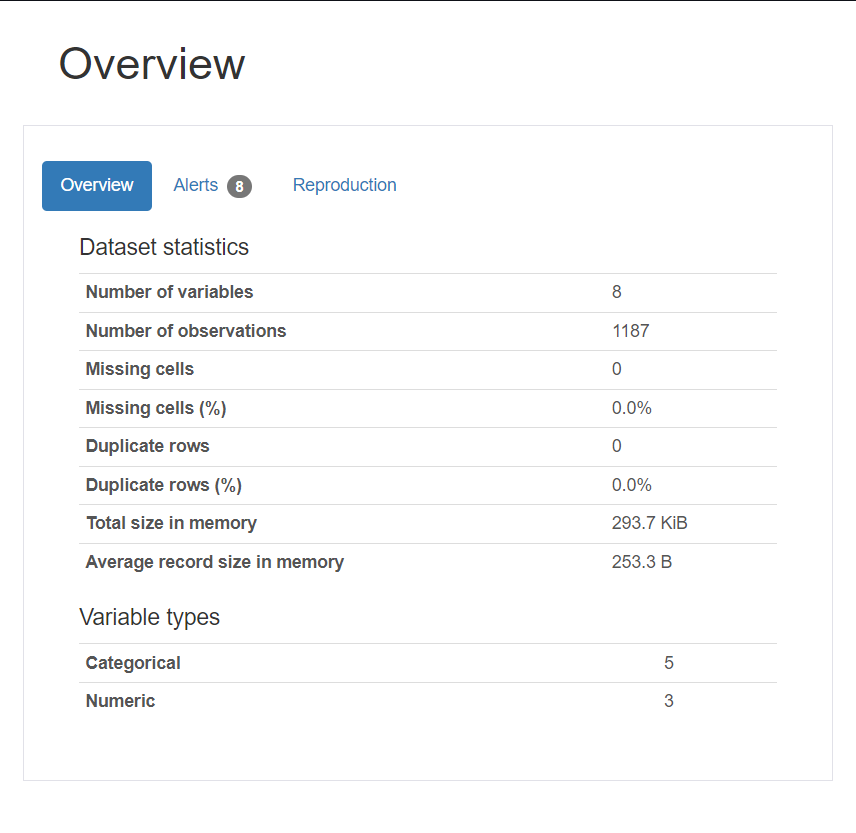 Overview
Overview Alerts 8 Reproduction
Dataset statistics
Number of variables 8
Number of observations 1187
Missing cells 0
Missing cells (%) 0.0%
Duplicate rows 0
Duplicate rows (%) 0.0%
Total size in memory 293.7 KiB
Average record size in memory 253.3 B
Variable types
Categorical 5
Numeric 3